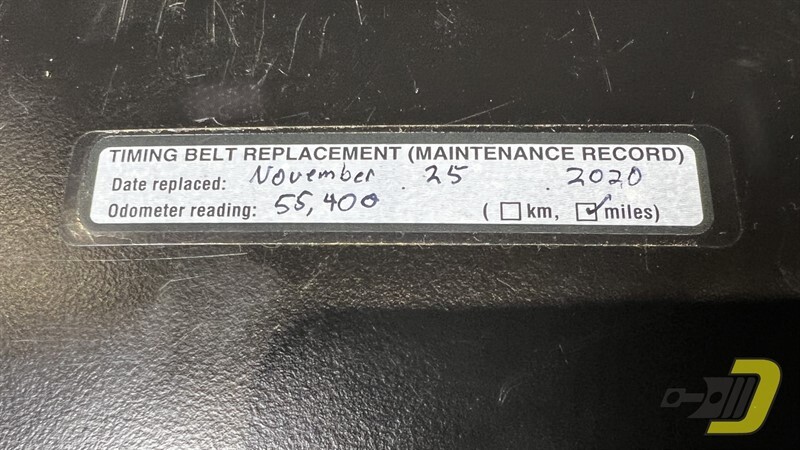 TIMING BELT REPLACEMENT (MAINTENANCE RECORD)
Date replaced: November . 25 . 2020
Odometer reading: 55,400 ( ☐ km, ☑ miles)